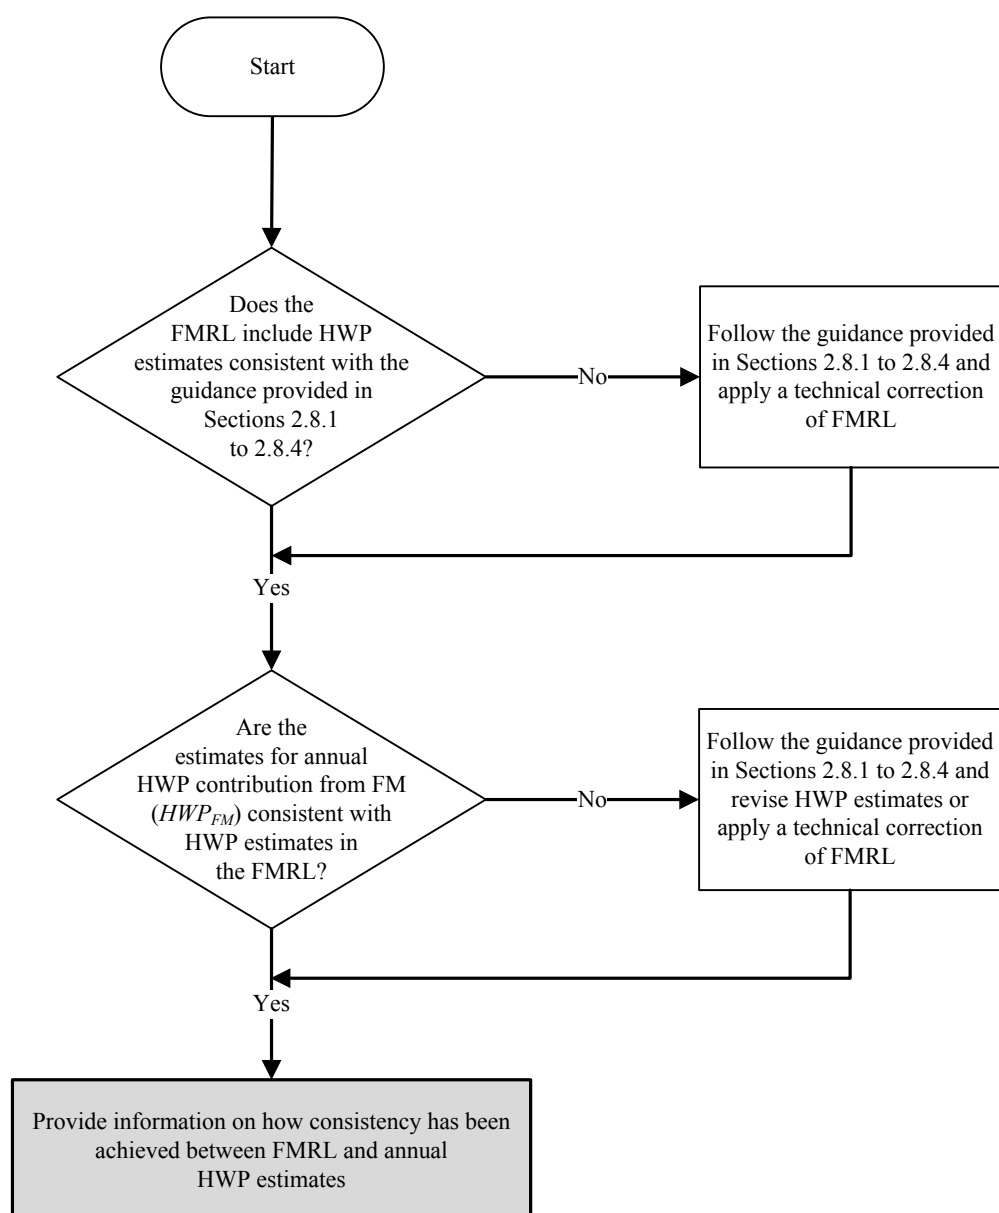 Start
Does the
FMRL include HWP
estimates consistent with the
guidance provided in
Sections 2.8.1
to 2.8.4?
No
Follow the guidance provided
in Sections 2.8.1 to 2.8.4 and
apply a technical correction
of FMRL
Yes
Are the
estimates for annual
HWP contribution from FM
(HWPFM) consistent with
HWP estimates in
the FMRL?
No
Follow the guidance provided
in Sections 2.8.1 to 2.8.4 and
revise HWP estimates or
apply a technical correction
of FMRL
Yes
Provide information on how consistency has been
achieved between FMRL and annual
HWP estimates